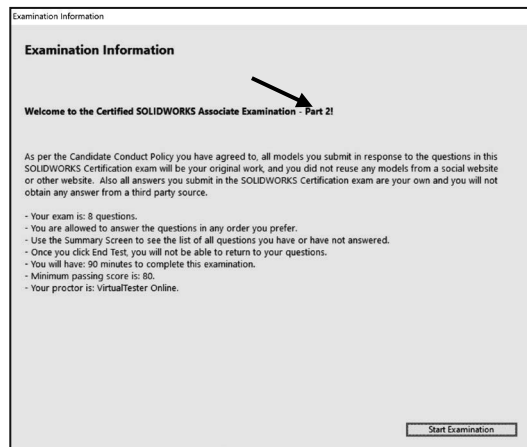 Examination Information
Examination Information
Welcome to the Certified SOLIDWORKS Associate Examination - Part 2!
As per the Candidate Conduct Policy you have agreed to, all models you submit in response to the questions in this
SOLIDWORKS Certification exam will be your original work, and you did not reuse any models from a social website
or other website. Also all answers you submit in the SOLIDWORKS Certification exam are your own and you will not
obtain any answer from a third party source.
- Your exam is: 8 questions.
- You are allowed to answer the questions in any order you prefer.
- Use the Summary Screen to see the list of all questions you have or have not answered.
- Once you click End Test, you will not be able to return to your questions.
- You will have: 90 minutes to complete this examination.
- Minimum passing score is: 80.
- Your proctor is: VirtualTester Online.
Start Examination